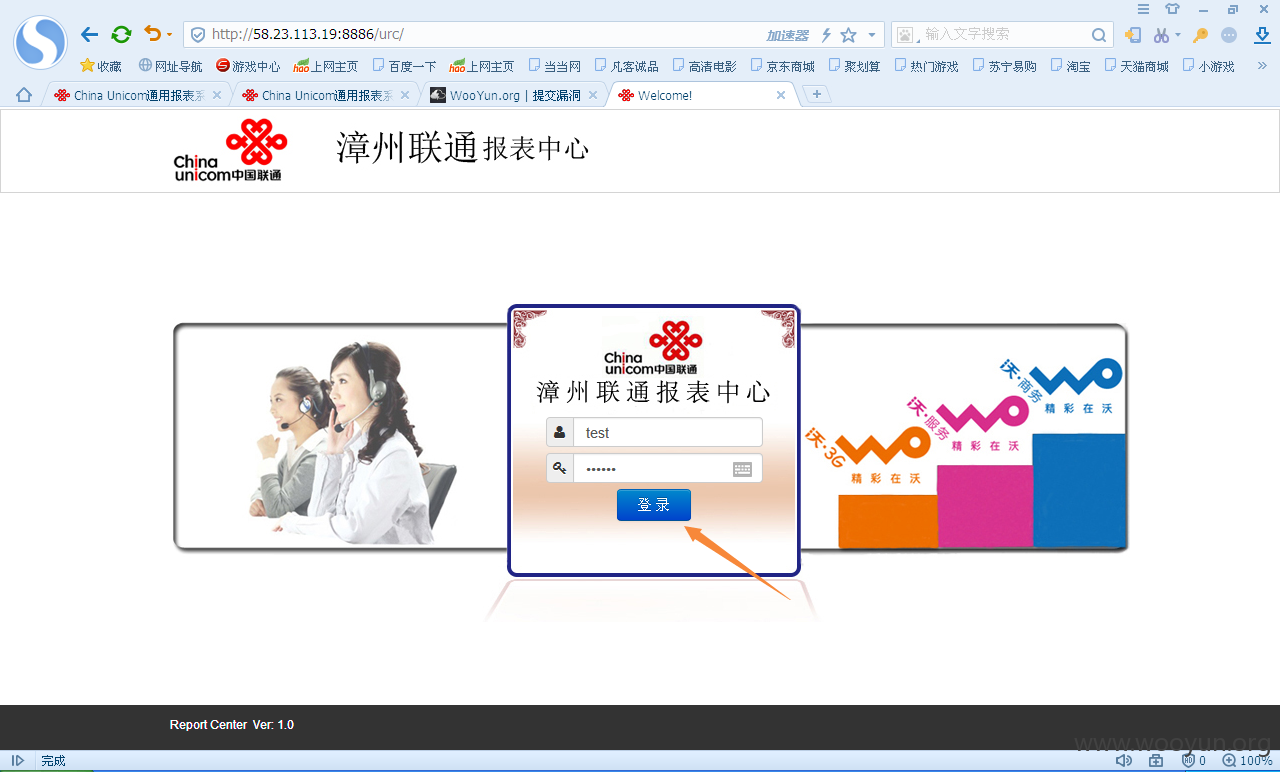 http://58.23.113.19:8886/urc/
加速器
输入文字搜索
收藏 网址导航 游戏中心 上网主页 百度一下 上网主页 当当网 凡客诚品 高清电影 京东商城 聚划算 热门游戏 苏宁易购 淘宝 天猫商城 小游戏 »
China Unicom通用报表系 China Unicom通用报表系 WooYun.org | 提交漏洞 Welcome!
China
unicom中国联通
漳州联通报表中心
China
unicom中国联通
漳州联通报表中心
test
••••••
登 录
沃·3G
精彩在沃
沃·服务
精彩在沃
沃·商务
精彩在沃
Report Center Ver: 1.0
www.wooyun.org
完成
0
100%